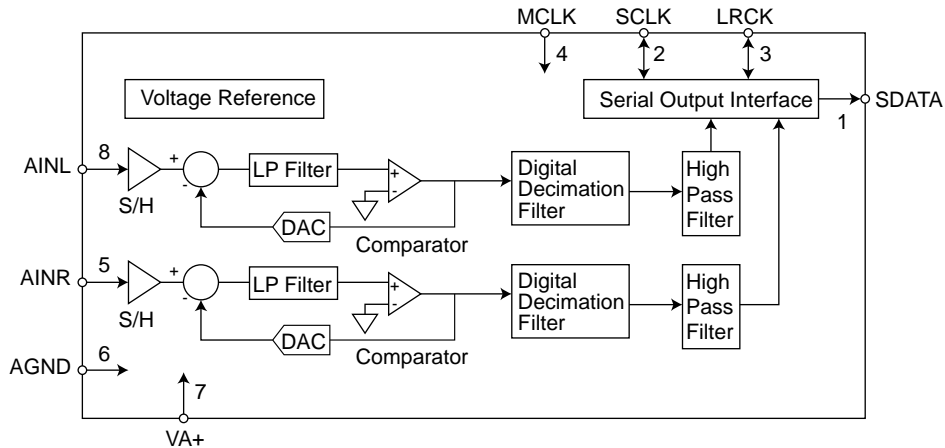 MCLK SCLK LRCK
4 2 3
Voltage Reference
Serial Output Interface
SDATA
1
AINL
8
+
-
S/H
LP Filter
+
-
DAC
Comparator
Digital
Decimation
Filter
High
Pass
Filter
AINR
5
+
-
S/H
LP Filter
+
-
DAC
Comparator
Digital
Decimation
Filter
High
Pass
Filter
AGND
6
7
VA+